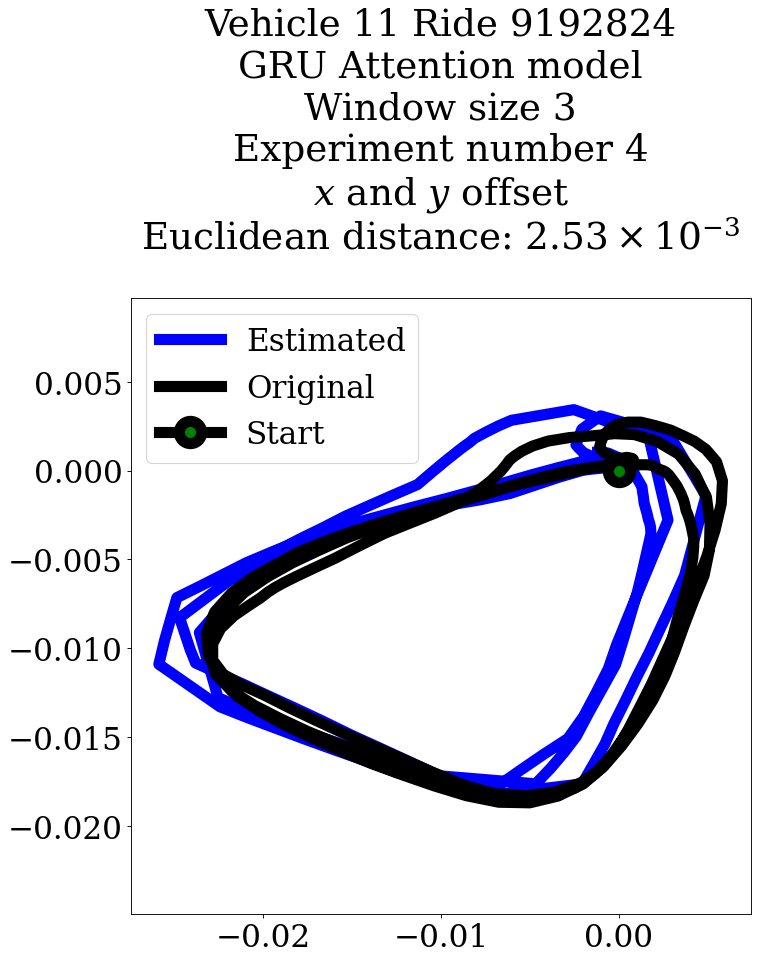 Vehicle 11 Ride 9192824
GRU Attention model
Window size 3
Experiment number 4
x and y offset
Euclidean distance: 2.53 × 10⁻³
Estimated
Original
Start
0.005
0.000
−0.005
−0.010
−0.015
−0.020
−0.02 −0.01 0.00